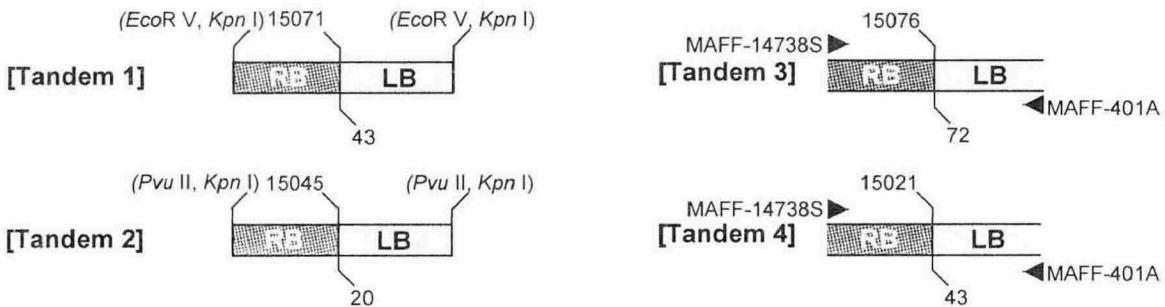 (EcoR V, Kpn I) 15071 (EcoR V, Kpn I)
[Tandem 1] RB LB
43
(Pvu II, Kpn I) 15045 (Pvu II, Kpn I)
[Tandem 2] RB LB
20
15076
MAFF-14738S
[Tandem 3] RB LB
MAFF-401A
72
15021
MAFF-14738S
[Tandem 4] RB LB
MAFF-401A
43